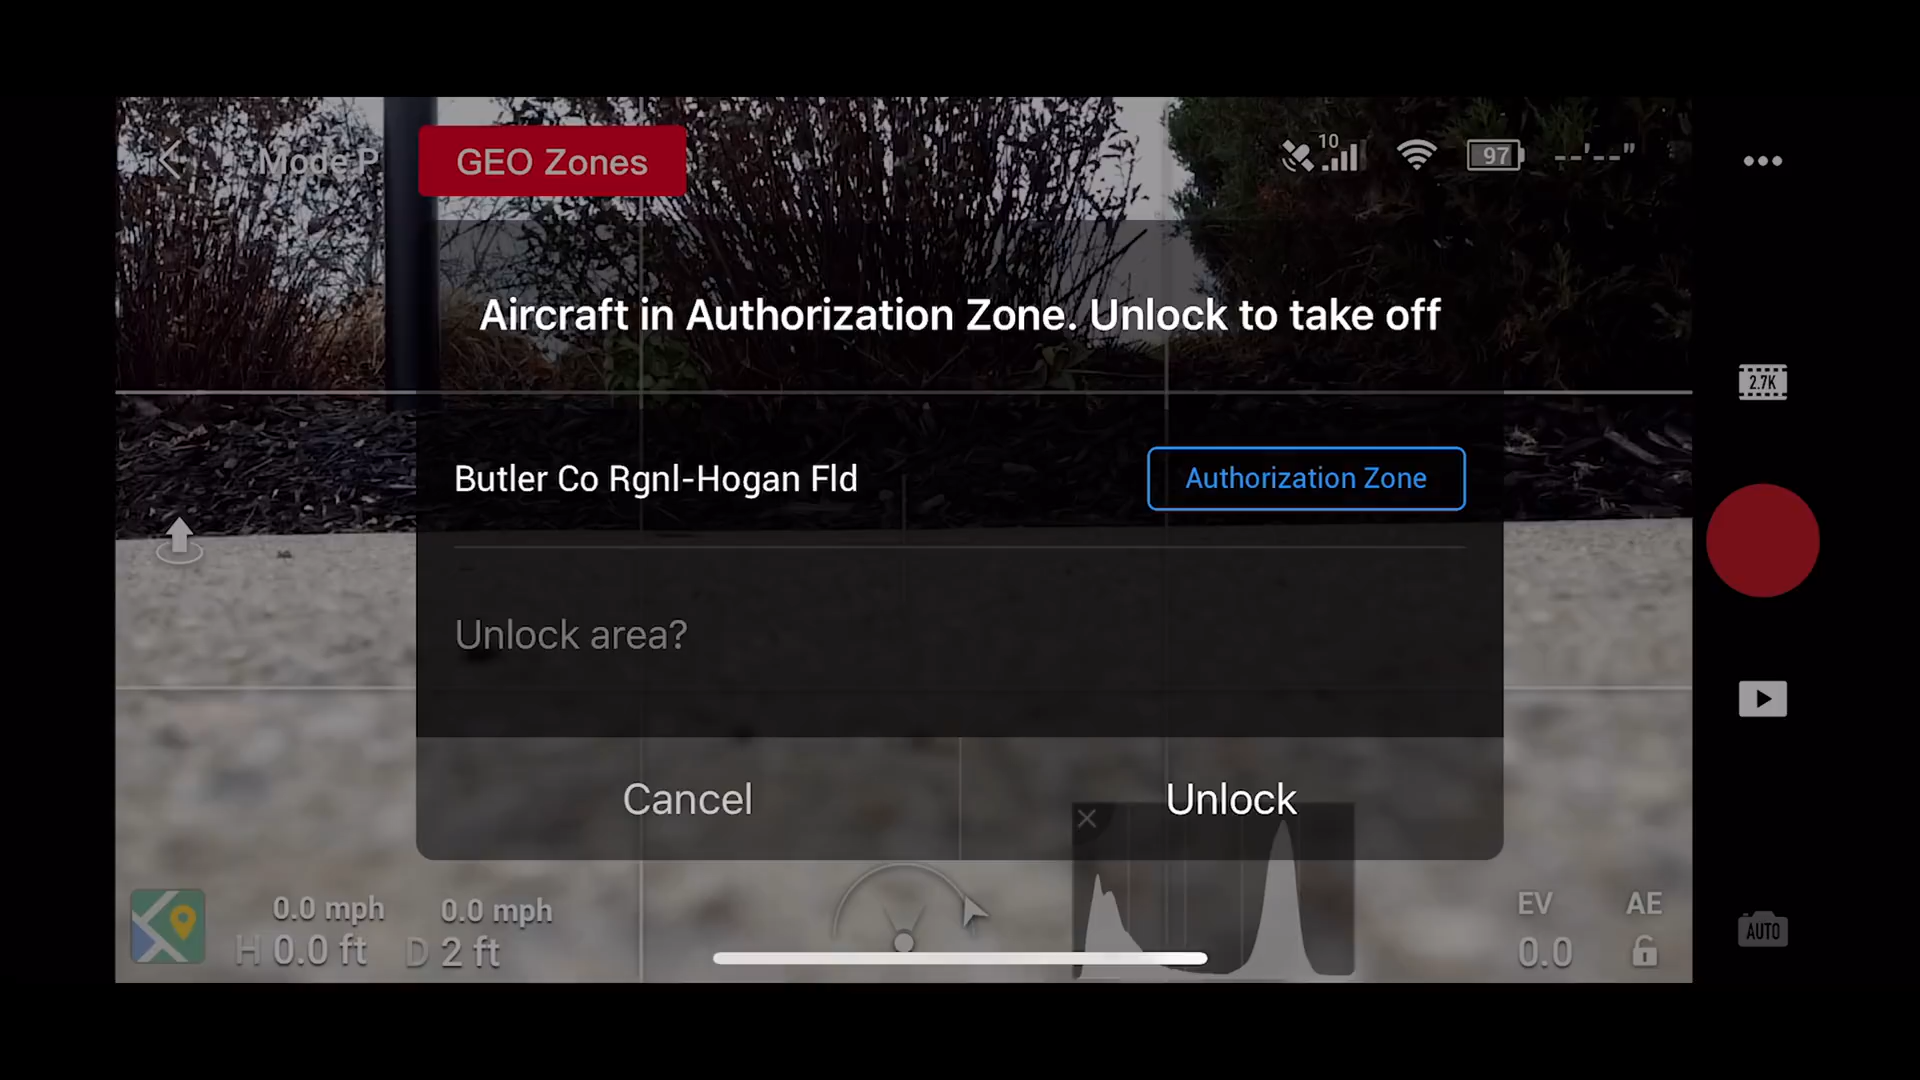 Mode P
GEO Zones
10
97
--'--"
Aircraft in Authorization Zone. Unlock to take off
2.7K
Butler Co Rgnl-Hogan Fld
Authorization Zone
Unlock area?
Cancel
Unlock
0.0 mph
0.0 mph
H 0.0 ft
D 2 ft
EV
0.0
AE
AUTO